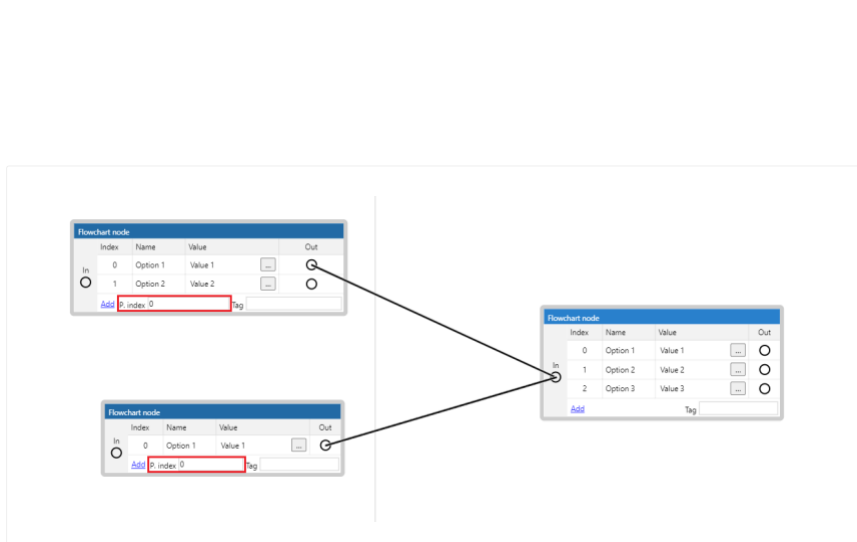 Flowchart node
Index Name Value Out
In
0 Option 1 Value 1 ...
1 Option 2 Value 2 ...
Add P. index 0 Tag
Flowchart node
Index Name Value Out
In
0 Option 1 Value 1 ...
1 Option 2 Value 2 ...
2 Option 3 Value 3 ...
Add Tag
Flowchart node
Index Name Value Out
In
0 Option 1 Value 1 ...
Add P. index 0 Tag